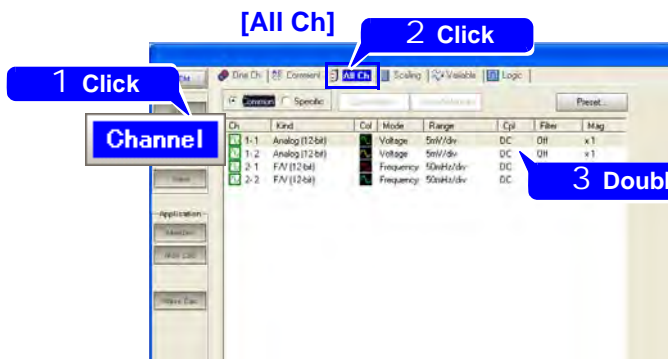 [All Ch]
2 Click
One Ch Comment All Ch Scaling Variable Logic
1 Click
Common Specific Preset...
Channel
Ch Kind Col Mode Range Cpl Filter Mag
1-1 Analog (12-bit) Voltage 5mV/div DC Off x1
1-2 Analog (12-bit) Voltage 5mV/div DC Off x1
2-1 F/V (12-bit) Frequency 50mHz/div DC
2-2 F/V (12-bit) Frequency 50mHz/div DC
3 Doubl
Application